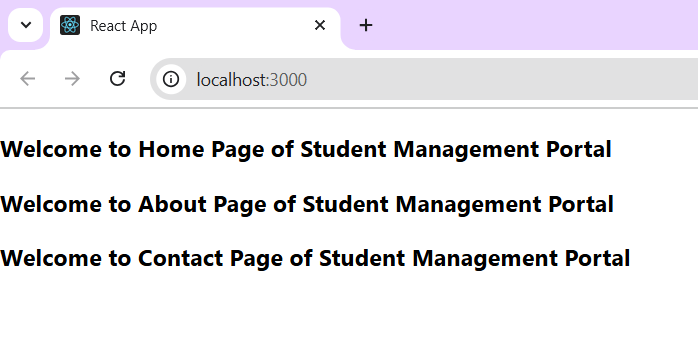 React App
localhost:3000
Welcome to Home Page of Student Management Portal
Welcome to About Page of Student Management Portal
Welcome to Contact Page of Student Management Portal